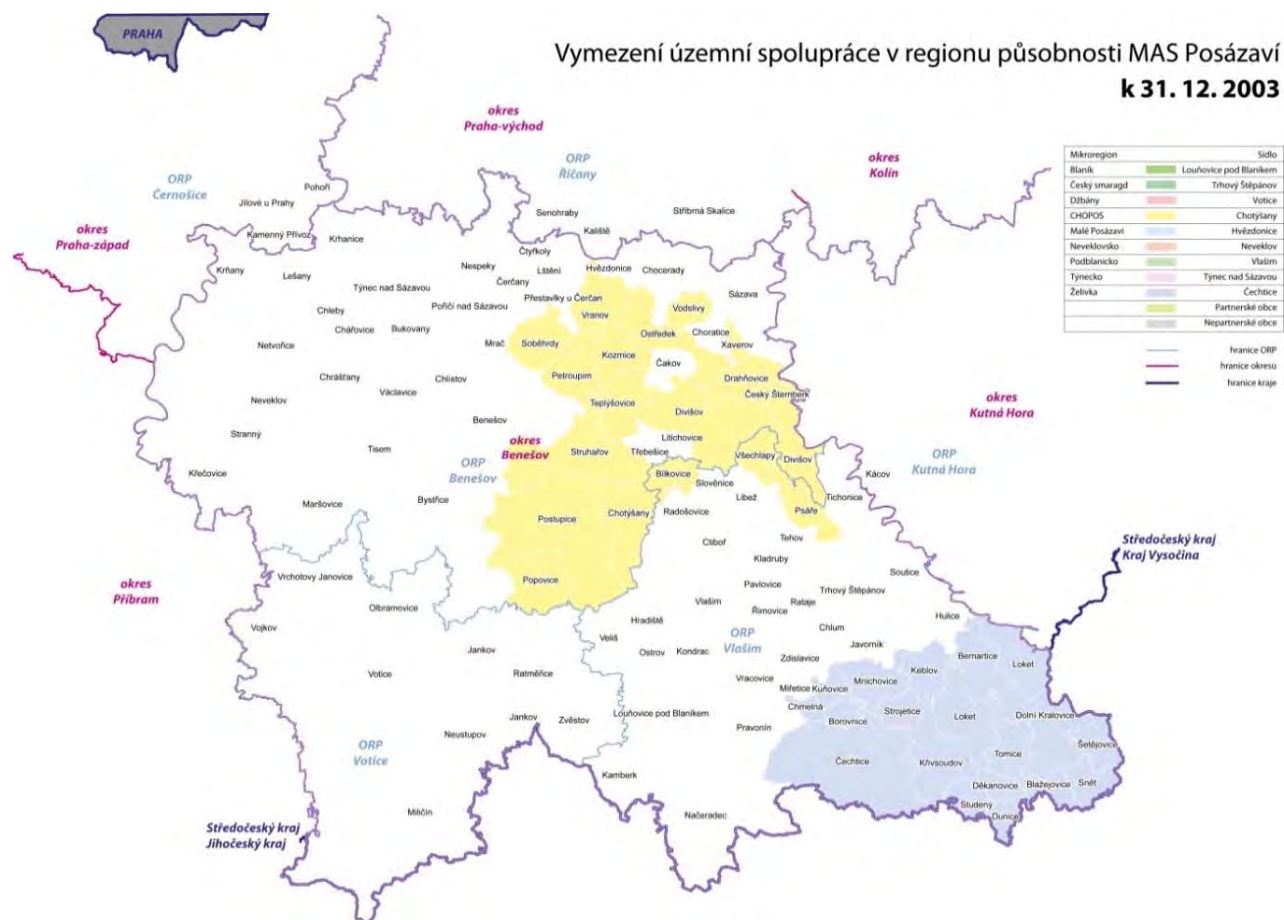 PRAHA
Vymezení územní spolupráce v regionu působnosti MAS Posázaví
k 31. 12. 2003
okres
Praha-východ
ORP
Říčany
okres
Kolín
ORP
Černošice
okres
Praha-západ
Mikroregion Sídlo
Blaník Louňovice pod Blaníkem
Český smaragd Trhový Štěpánov
Džbány Votice
CHOPOS Chotýšany
Malé Posázaví Hvězdonice
Neveklovsko Neveklov
Podblanicko Vlašim
Týnecko Týnec nad Sázavou
Želivka Čechtice
Partnerské obce
Nepartnerské obce
hranice ORP
hranice okresu
hranice kraje
Pohoří
Jílové u Prahy
Kamenný Přívoz
Krhanice
Senohraby
Stříbrná Skalice
Kaliště
Čtyřkoly
Krňany
Lešany
Nespeky
Lštění
Hvězdonice
Chocerady
Čerčany
Týnec nad Sázavou
Přestavlky u Čerčan
Sázava
Chleby
Poříčí nad Sázavou
Vranov
Vodslivy
Chářovice
Bukovany
Ostředek
Choratice
Netvořice
Mrač
Soběhrdy
Xaverov
Kozmice
Čakov
Chrášťany
Chlístov
Petroupim
Drahňovice
Václavice
Český Šternberk
Neveklov
Teplýšovice
Divišov
Benešov
Stranný
Litichovice
okres
Benešov
okres
Kutná Hora
Tisem
Struhařov
Třebešice
Všechlapy
Divišov
ORP
Benešov
ORP
Kutná Hora
Křečovice
Bílkovice
Slověnice
Kácov
Maršovice
Bystřice
Libež
Tichonice
Postupice
Chotýšany
Radošovice
Psáře
Ctiboř
Tehov
Středočeský kraj
Kraj Vysočina
Kladruby
okres
Příbram
Vrchotovy Janovice
Popovice
Pavlovice
Soutice
Trhový Štěpánov
Olbramovice
Vlašim
Rataje
Řimovice
Vojkov
Hradiště
Chlum
Hulice
Veliš
ORP
Vlašim
Jankov
Ostrov
Kondrac
Javorník
Zdislavice
Bernartice
Loket
Votice
Ratměřice
Vracovice
Keblov
Miřetice
Kuňovice
Mnichovice
Chmelná
Jankov
Zvěstov
Louňovice pod Blaníkem
Strojetice
Loket
Dolní Kralovice
Borovnice
Pravonín
Neustupov
ORP
Votice
Šetějovice
Tomice
Čechtice
Křivsoudov
Kamberk
Děkanovice
Blažejovice
Snět
Studený
Miličín
Načeradec
Dunice
Středočeský kraj
Jihočeský kraj